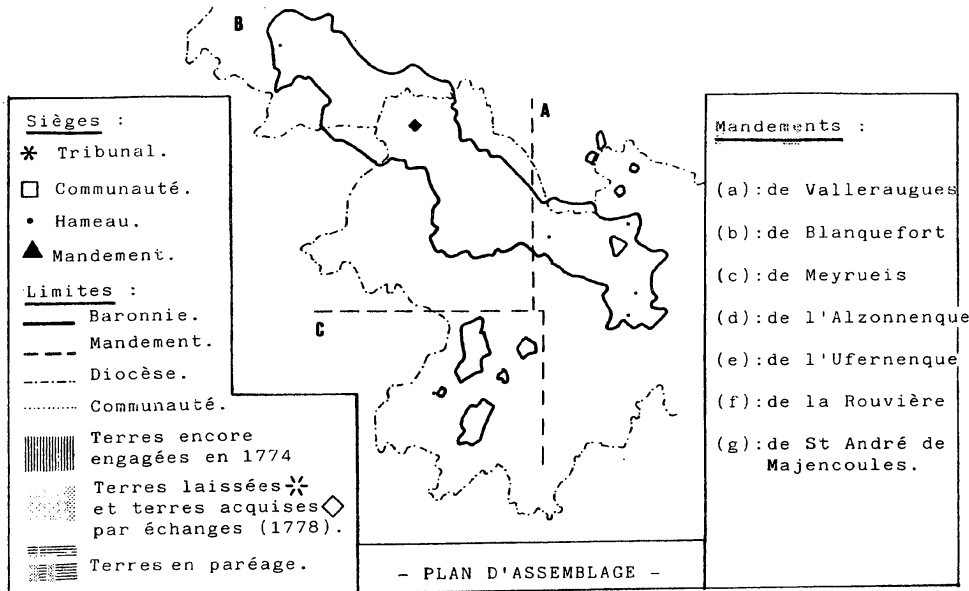 B
A
C
Sièges :
Tribunal.
Communauté.
Hameau.
Mandement.
Limites :
Baronnie.
Mandement.
Diocèse.
Communauté.
Terres encore
engagées en 1774
Terres laissées
et terres acquises
par échanges (1778).
Terres en paréage.
- PLAN D'ASSEMBLAGE -
Mandements :
(a):de Valleraugues
(b):de Blanquefort
(c):de Meyrueis
(d):de l'Alzonnenque
(e):de l'Ufernenque
(f):de la Rouvière
(g):de St André de
Majencoules.